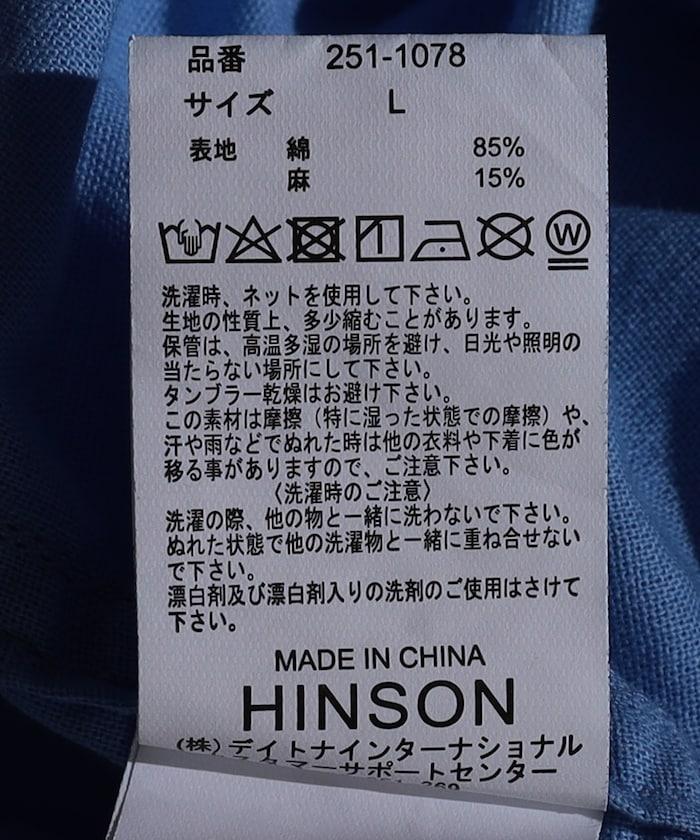 品番 251-1078
サイズ L
表地 綿 85%
麻 15%
W
洗濯時、ネットを使用して下さい。
生地の性質上、多少縮むことがあります。
保管は、高温多湿の場所を避け、日光や照明の
当たらない場所にして下さい。
タンブラー乾燥はお避け下さい。
この素材は摩擦（特に湿った状態での摩擦）や、
汗や雨などでぬれた時は他の衣料や下着に色が
移る事がありますので、ご注意下さい。
〈洗濯時のご注意〉
洗濯の際、他の物と一緒に洗わないで下さい。
ぬれた状態で他の洗濯物と一緒に重ね合せない
で下さい。
漂白剤及び漂白剤入りの洗剤のご使用はさけて
下さい。
MADE IN CHINA
HINSON
（株）デイトナインターナショナル
スタマーサポートセンター